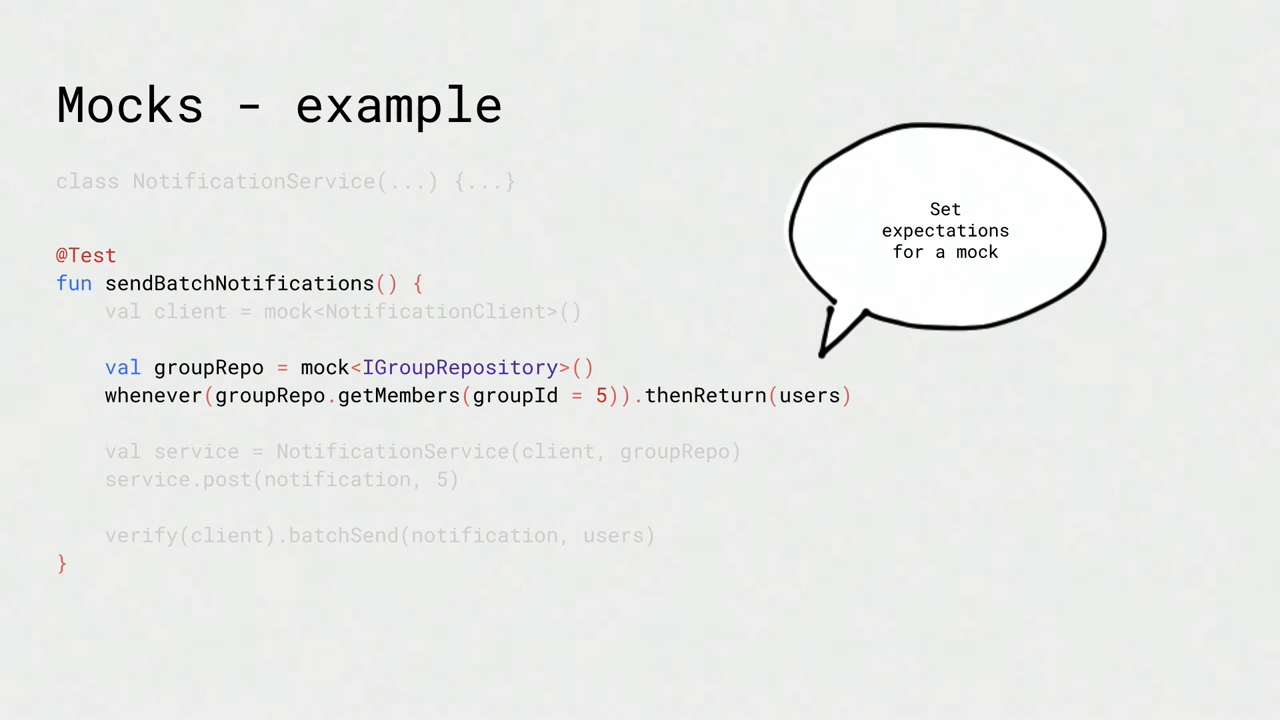 Mocks - example
class NotificationService(...) {...}
Set
expectations
for a mock
@Test
fun sendBatchNotifications() {
    val client = mock<NotificationClient>()
    val groupRepo = mock<IGroupRepository>()
    whenever(groupRepo.getMembers(groupId = 5)).thenReturn(users)
    val service = NotificationService(client, groupRepo)
    service.post(notification, 5)
    verify(client).batchSend(notification, users)
}